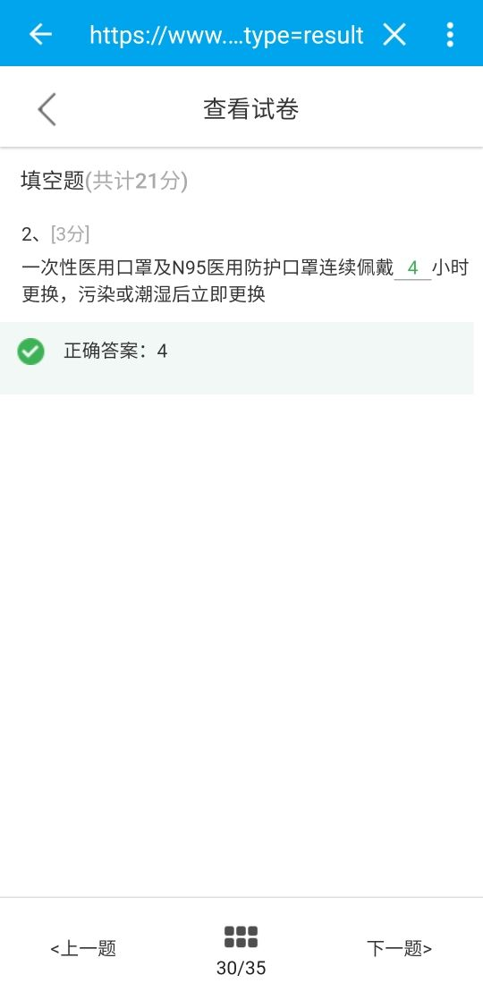 https://www....type=result
查看试卷
填空题(共计21分)
2、[3分]
一次性医用口罩及N95医用防护口罩连续佩戴 4 小时
更换，污染或潮湿后立即更换
正确答案：4
<上一题
30/35
下一题>